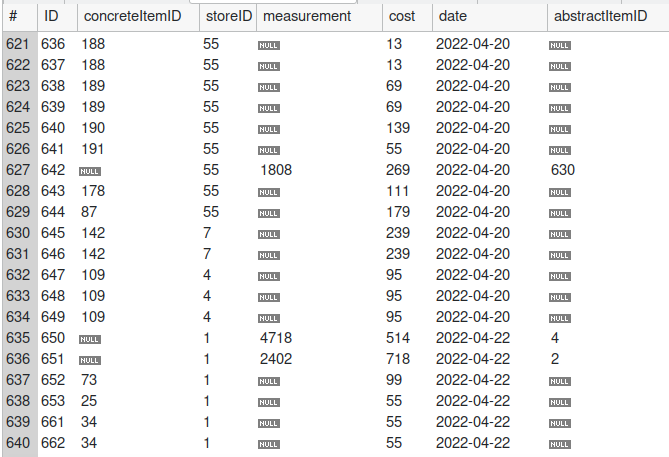 # ID concreteItemID storeID measurement cost date abstractItemID
621 636 188 55 NULL 13 2022-04-20 NULL
622 637 188 55 NULL 13 2022-04-20 NULL
623 638 189 55 NULL 69 2022-04-20 NULL
624 639 189 55 NULL 69 2022-04-20 NULL
625 640 190 55 NULL 139 2022-04-20 NULL
626 641 191 55 NULL 55 2022-04-20 NULL
627 642 NULL 55 1808 269 2022-04-20 630
628 643 178 55 NULL 111 2022-04-20 NULL
629 644 87 55 NULL 179 2022-04-20 NULL
630 645 142 7 NULL 239 2022-04-20 NULL
631 646 142 7 NULL 239 2022-04-20 NULL
632 647 109 4 NULL 95 2022-04-20 NULL
633 648 109 4 NULL 95 2022-04-20 NULL
634 649 109 4 NULL 95 2022-04-20 NULL
635 650 NULL 1 4718 514 2022-04-22 4
636 651 NULL 1 2402 718 2022-04-22 2
637 652 73 1 NULL 99 2022-04-22 NULL
638 653 25 1 NULL 55 2022-04-22 NULL
639 661 34 1 NULL 55 2022-04-22 NULL
640 662 34 1 NULL 55 2022-04-22 NULL